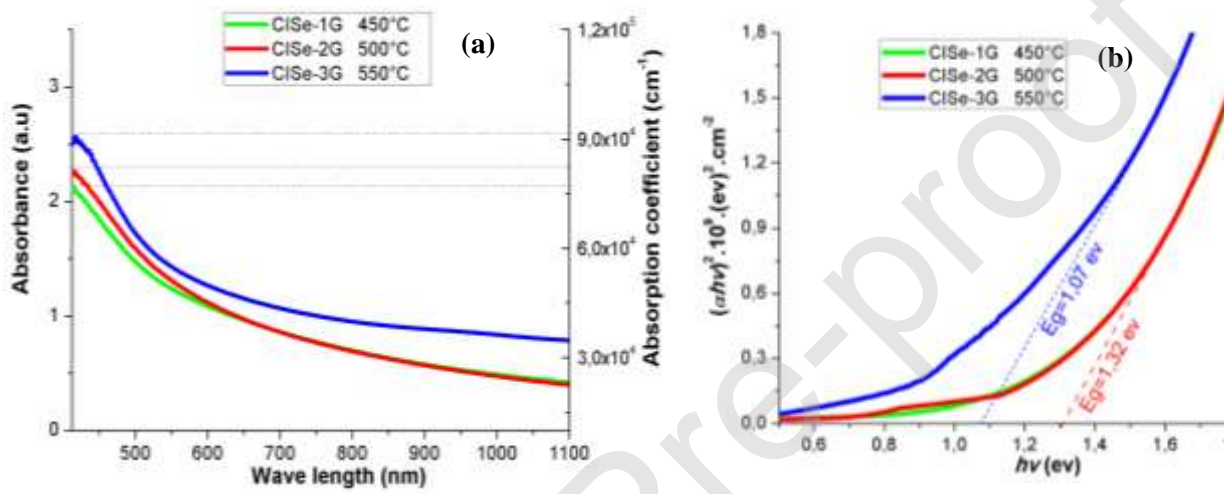 CISe-1G 450°C
CISe-2G 500°C
CISe-3G 550°C
(a)
Absorbance (a.u)
3
2
1
0
500 600 700 800 900 1000 1100
Wave length (nm)
1,2x10⁵
9,0x10⁴
6,0x10⁴
3,0x10⁴
Absorption coefficient (cm⁻¹)
CISe-1G 450°C
CISe-2G 500°C
CISe-3G 550°C
(b)
(αhν)².10⁹.(ev)².cm⁻²
1,8
1,5
1,2
0,9
0,6
0,3
0,0
Eg=1,07 ev
Eg=1,32 ev
0,6 0,8 1,0 1,2 1,4 1,6
hν (ev)
Pre-proof